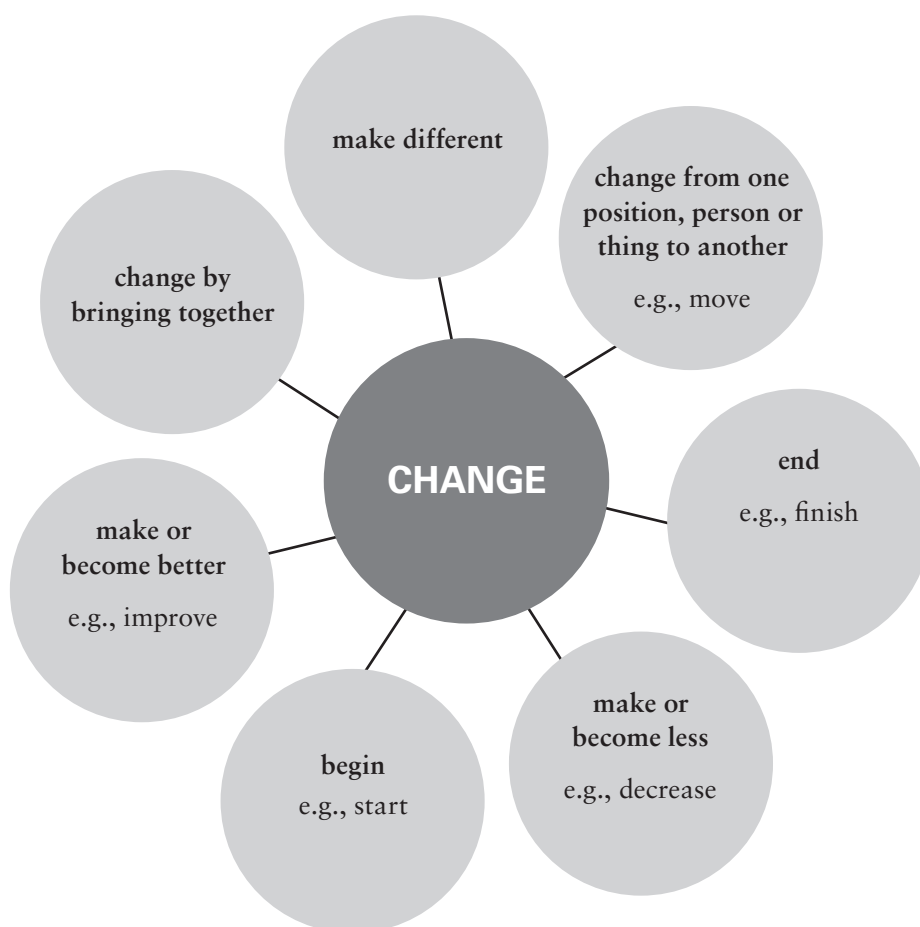 make different
change from one
position, person or
thing to another
e.g., move
change by
bringing together
CHANGE
end
e.g., finish
make or
become better
e.g., improve
make or
become less
e.g., decrease
begin
e.g., start